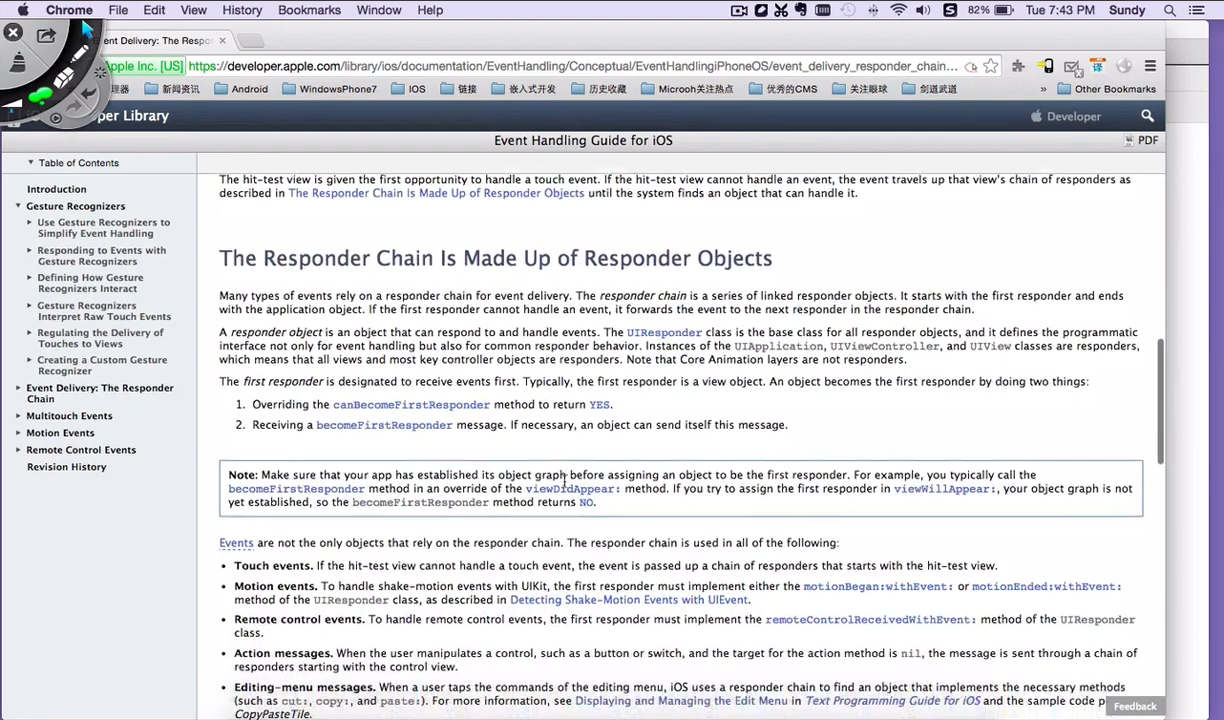 Chrome File Edit View History Bookmarks Window Help 82% Tue 7:43 PM Sundy
ent Delivery: The Respo
Apple Inc. [US] https://developer.apple.com/library/ios/documentation/EventHandling/Conceptual/EventHandlingiPhoneOS/event_delivery_responder_chain...
理器 新闻资讯 Android WindowsPhone7 IOS 链接 嵌入式开发 历史收藏 Microoh关注热点 优秀的CMS 关注眼球 剑道武道 » Other Bookmarks
per Library Developer
Event Handling Guide for iOS PDF
Table of Contents
Introduction
Gesture Recognizers
Use Gesture Recognizers to
Simplify Event Handling
Responding to Events with
Gesture Recognizers
Defining How Gesture
Recognizers Interact
Gesture Recognizers
Interpret Raw Touch Events
Regulating the Delivery of
Touches to Views
Creating a Custom Gesture
Recognizer
Event Delivery: The Responder
Chain
Multitouch Events
Motion Events
Remote Control Events
Revision History
The hit-test view is given the first opportunity to handle a touch event. If the hit-test view cannot handle an event, the event travels up that view's chain of responders as
described in The Responder Chain Is Made Up of Responder Objects until the system finds an object that can handle it.
The Responder Chain Is Made Up of Responder Objects
Many types of events rely on a responder chain for event delivery. The responder chain is a series of linked responder objects. It starts with the first responder and ends
with the application object. If the first responder cannot handle an event, it forwards the event to the next responder in the responder chain.
A responder object is an object that can respond to and handle events. The UIResponder class is the base class for all responder objects, and it defines the programmatic
interface not only for event handling but also for common responder behavior. Instances of the UIApplication, UIViewController, and UIView classes are responders,
which means that all views and most key controller objects are responders. Note that Core Animation layers are not responders.
The first responder is designated to receive events first. Typically, the first responder is a view object. An object becomes the first responder by doing two things:
1. Overriding the canBecomeFirstResponder method to return YES.
2. Receiving a becomeFirstResponder message. If necessary, an object can send itself this message.
Note: Make sure that your app has established its object graph before assigning an object to be the first responder. For example, you typically call the
becomeFirstResponder method in an override of the viewDidAppear: method. If you try to assign the first responder in viewWillAppear:, your object graph is not
yet established, so the becomeFirstResponder method returns NO.
Events are not the only objects that rely on the responder chain. The responder chain is used in all of the following:
• Touch events. If the hit-test view cannot handle a touch event, the event is passed up a chain of responders that starts with the hit-test view.
• Motion events. To handle shake-motion events with UIKit, the first responder must implement either the motionBegan:withEvent: or motionEnded:withEvent:
method of the UIResponder class, as described in Detecting Shake-Motion Events with UIEvent.
• Remote control events. To handle remote control events, the first responder must implement the remoteControlReceivedWithEvent: method of the UIResponder
class.
• Action messages. When the user manipulates a control, such as a button or switch, and the target for the action method is nil, the message is sent through a chain of
responders starting with the control view.
• Editing-menu messages. When a user taps the commands of the editing menu, iOS uses a responder chain to find an object that implements the necessary methods
(such as cut:, copy:, and paste:). For more information, see Displaying and Managing the Edit Menu in Text Programming Guide for iOS and the sample code p
CopyPasteTile.
Feedback